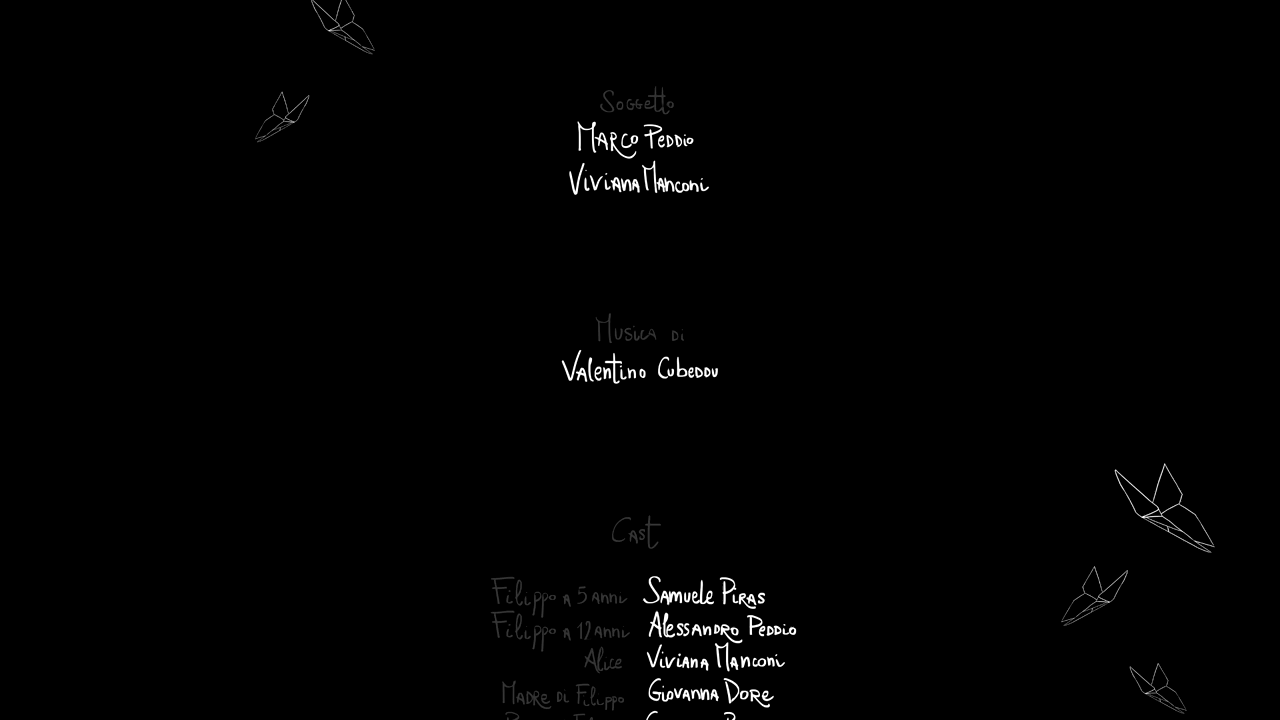 Soggetto
Marco Peddio
Viviana Manconi
Musica di
Valentino Cubeddu
Cast
Filippo a 5 anni Samuele Piras
Filippo a anni Alessandro Peddio
Alice Viviana Manconi
Madre di Filippo Giovanna Dore